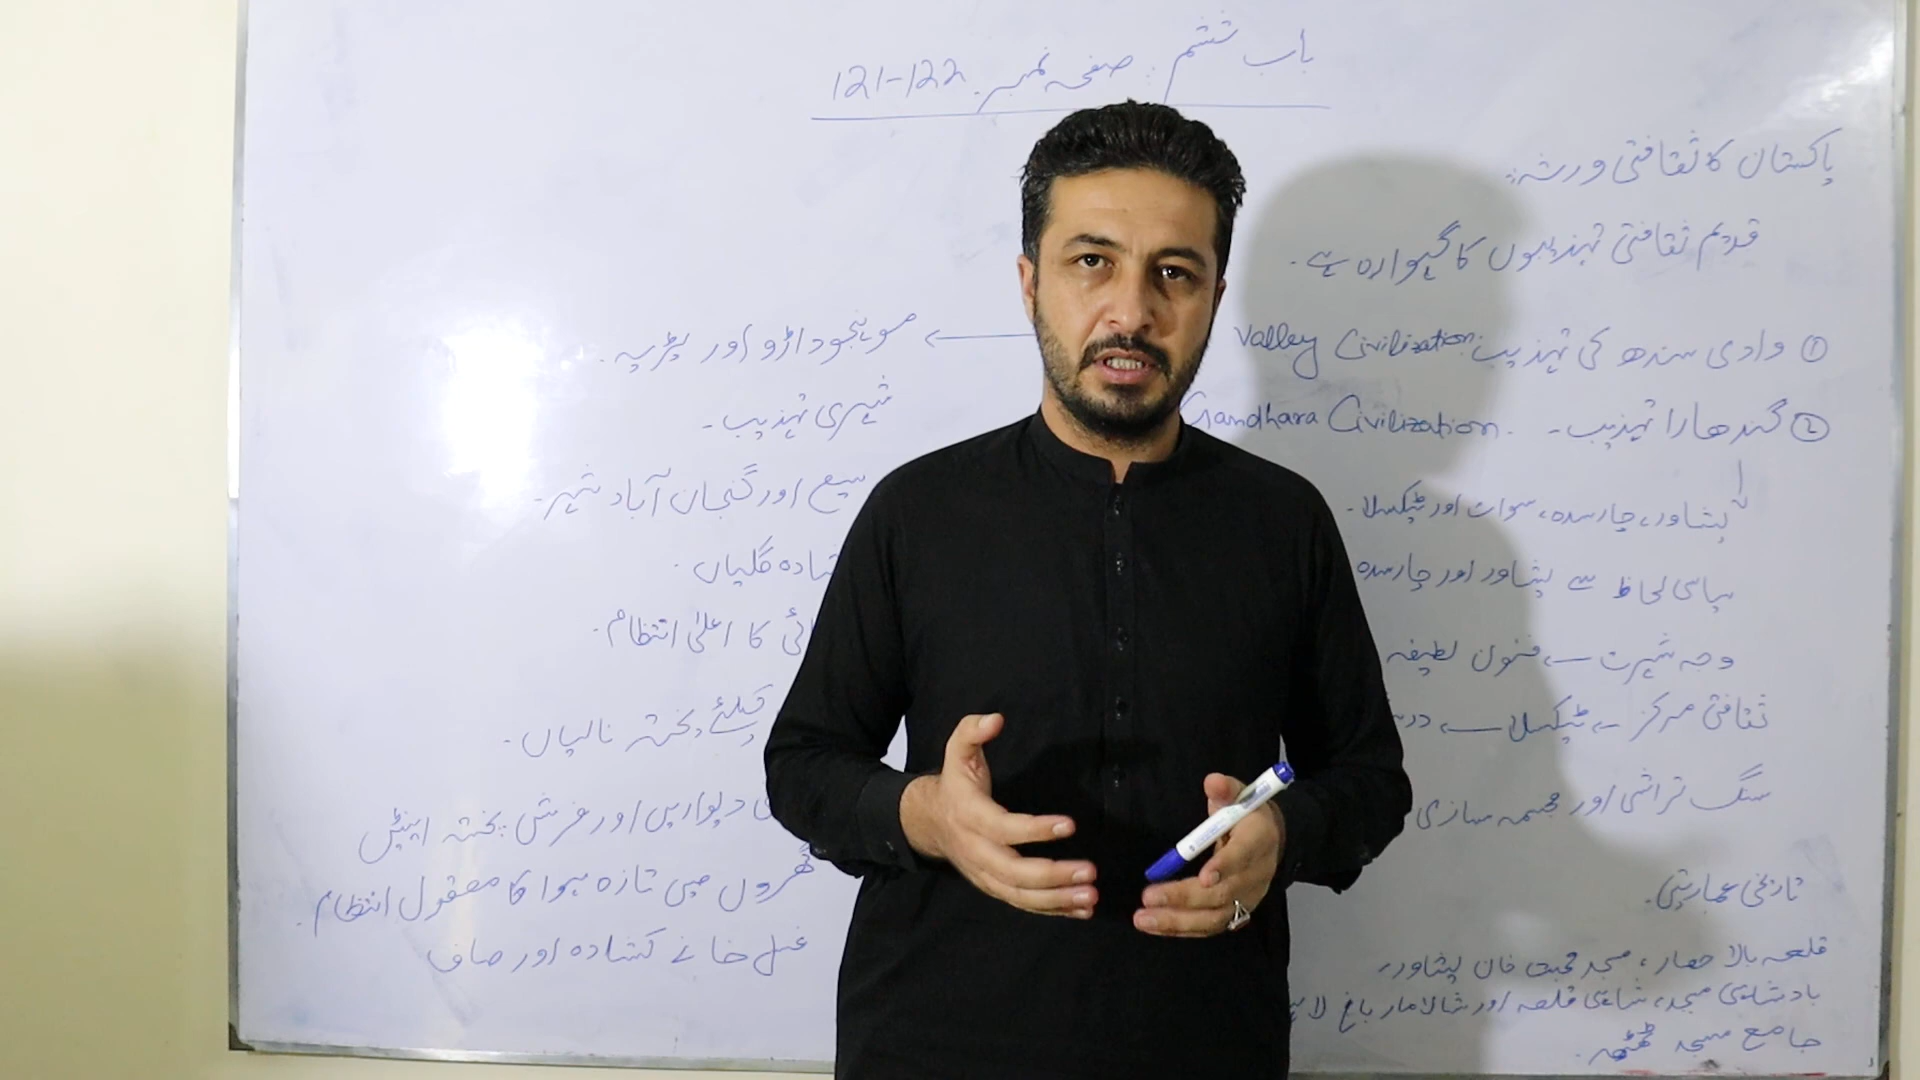 باب ششم : صفحہ نمبر 121-122
پاکستان کا ثقافتی ورثہ:
قدیم ثقافتی تہذیبوں کا گہوارہ ہے۔
① وادی سندھ کی تہذیب Valley Civilization
② گندھارا تہذیب۔ Gandhara Civilization.
پشاور، چارسدہ، سوات اور ٹیکسلا۔
سیاسی لحاظ سے پشاور اور چارسدہ
وجہ شہرت → فنون لطیفہ
ثقافتی مرکز → ٹیکسلا →
سنگ تراشی اور مجسمہ سازی
تاریخی عمارتیں۔
قلعہ بالا حصار، مسجد محبت خان پشاور،
بادشاہی مسجد، شاہی قلعہ اور شالامار باغ
جامع مسجد ٹھٹھہ۔
موہنجوداڑو اور ہڑپہ۔
شہری تہذیب۔
اور گنجان آباد شہر۔
گلیاں۔
کا اعلیٰ انتظام۔
کیلئے پختہ نالیاں۔
دیواریں اور فرش پختہ اینٹیں
گھروں میں تازہ ہوا کا معقول انتظام۔
غسل خانے کشادہ اور صاف